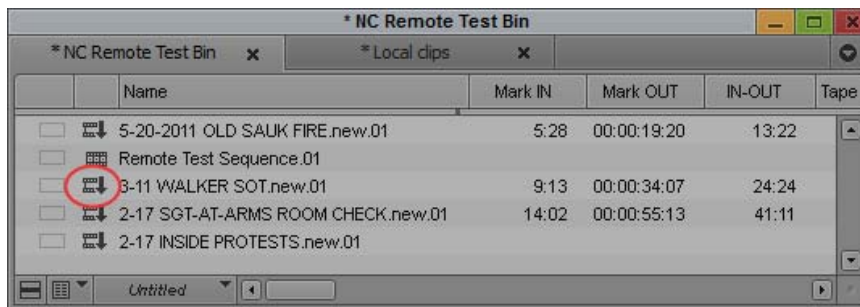 * NC Remote Test Bin
* NC Remote Test Bin x * Local clips x
Name Mark IN Mark OUT IN-OUT Tape
5-20-2011 OLD SAUK FIRE.new.01 5:28 00:00:19:20 13:22
Remote Test Sequence.01
3-11 WALKER SOT.new.01 9:13 00:00:34:07 24:24
2-17 SGT-AT-ARMS ROOM CHECK.new.01 14:02 00:00:55:13 41:11
2-17 INSIDE PROTESTS.new.01
Untitled